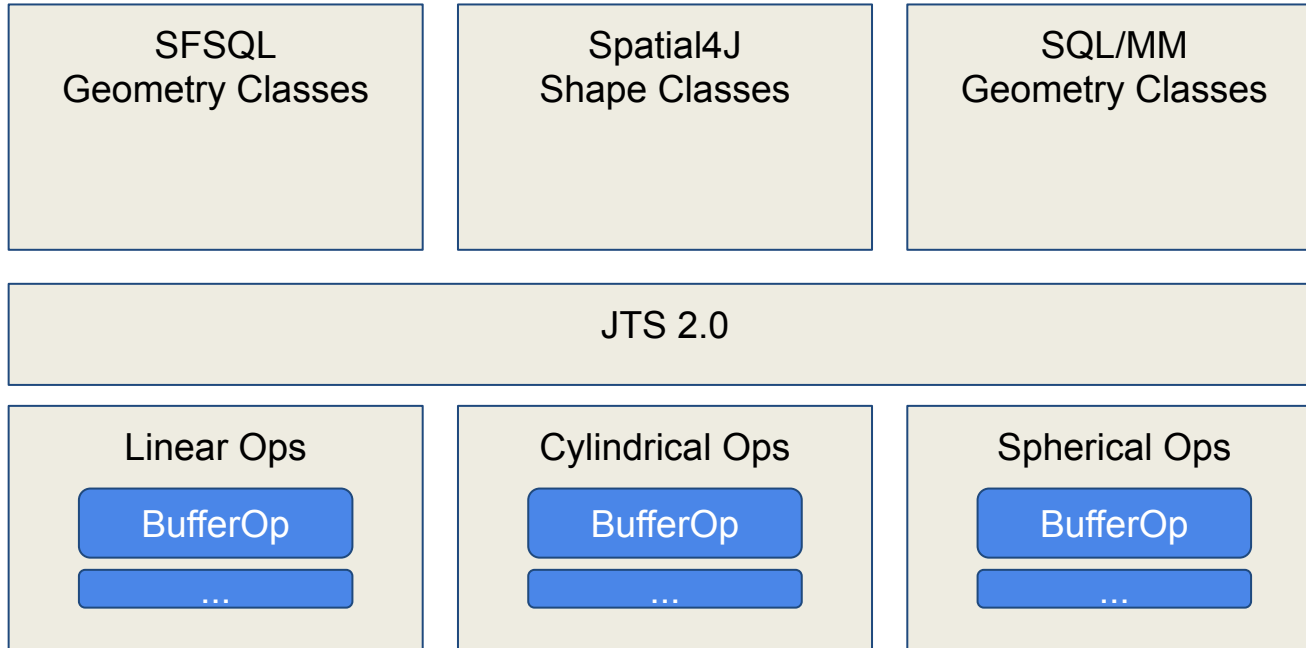 SFSQL
Geometry Classes
Spatial4J
Shape Classes
SQL/MM
Geometry Classes
JTS 2.0
Linear Ops
BufferOp
...
Cylindrical Ops
BufferOp
...
Spherical Ops
BufferOp
...